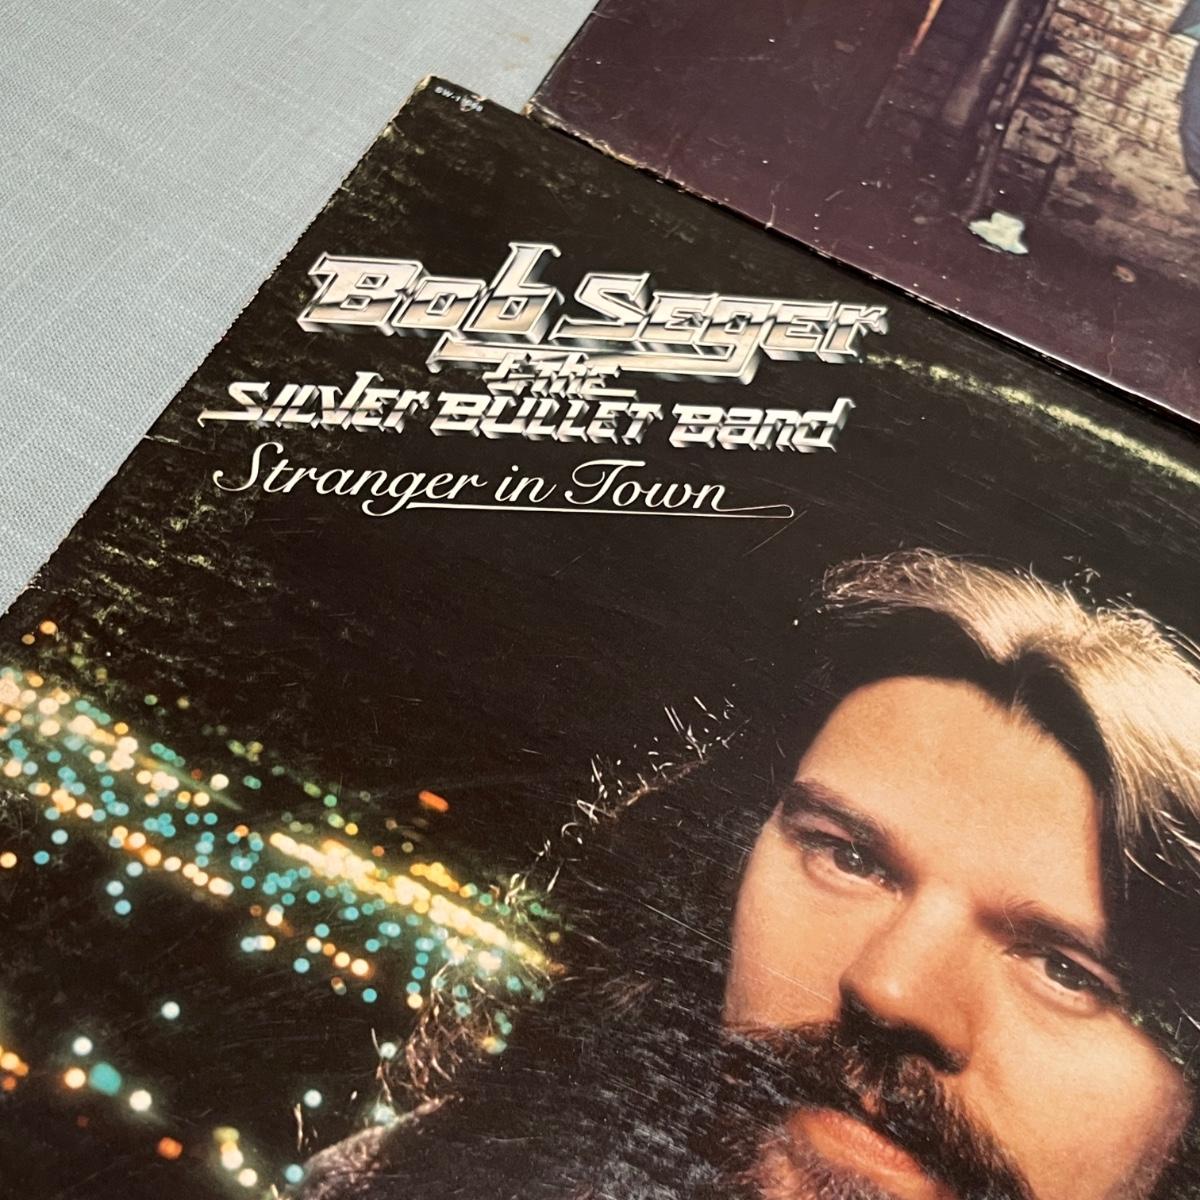 Bob Seger
& the
Silver Bullet Band
Stranger in Town